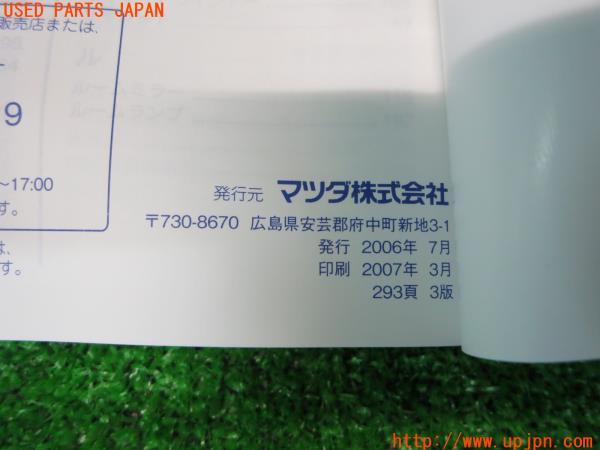 USED PARTS JAPAN
販売店または、
9
～17:00
す。
は、
す。
ル
ルームミラー
ルームランプ
発行元 マツダ株式会社
〒730-8670 広島県安芸郡府中町新地3-1
発行 2006年 7月
印刷 2007年 3月
293頁 3版
http://www.upjpn.com/